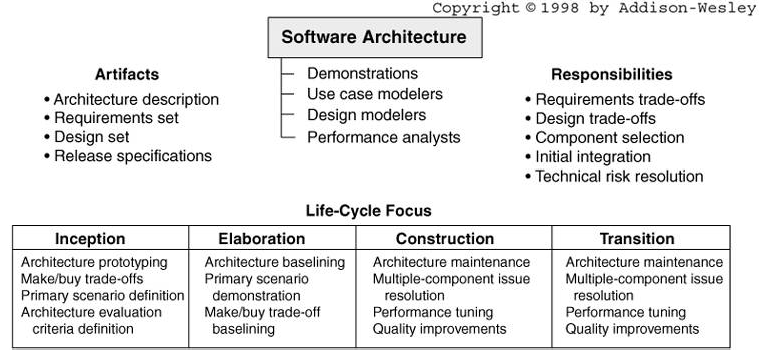 Copyright ©1998 by Addison-Wesley
Software Architecture
Demonstrations
Use case modelers
Design modelers
Performance analysts
Artifacts
• Architecture description
• Requirements set
• Design set
• Release specifications
Responsibilities
• Requirements trade-offs
• Design trade-offs
• Component selection
• Initial integration
• Technical risk resolution
Life-Cycle Focus
Inception
Architecture prototyping
Make/buy trade-offs
Primary scenario definition
Architecture evaluation
criteria definition
Elaboration
Architecture baselining
Primary scenario
demonstration
Make/buy trade-off
baselining
Construction
Architecture maintenance
Multiple-component issue
resolution
Performance tuning
Quality improvements
Transition
Architecture maintenance
Multiple-component issue
resolution
Performance tuning
Quality improvements